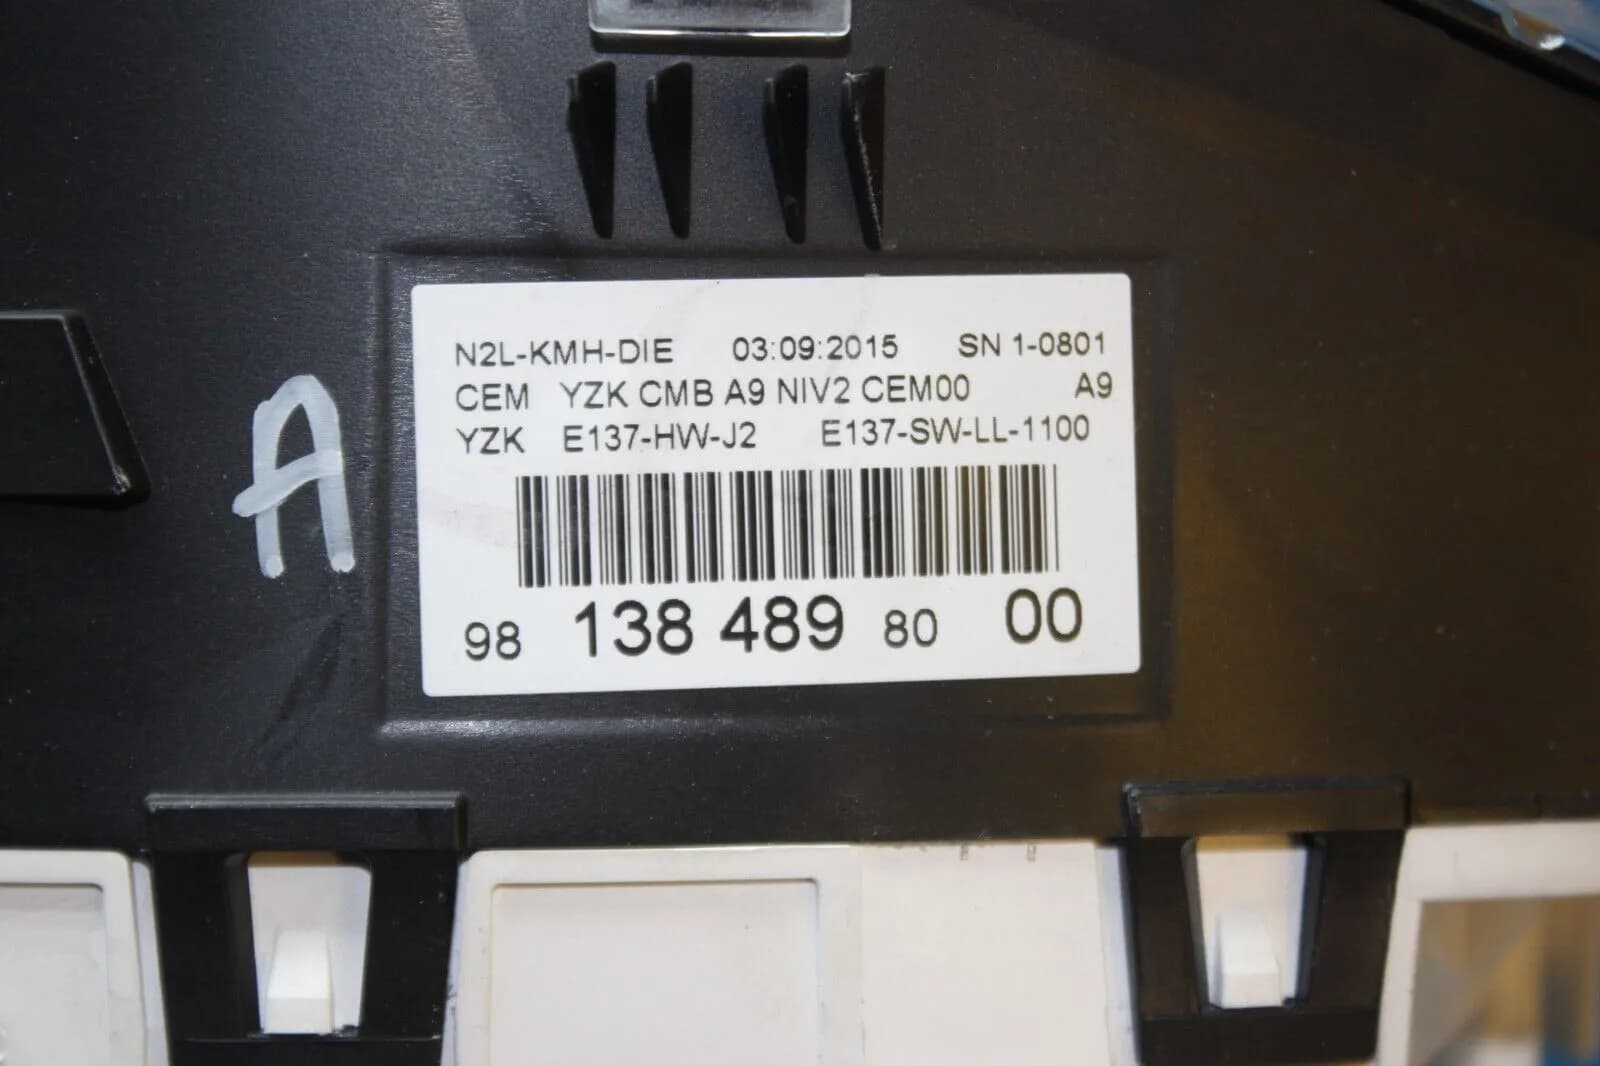 N2L-KMH-DIE 03:09:2015 SN 1-0801
CEM YZK CMB A9 NIV2 CEM00 A9
YZK E137-HW-J2 E137-SW-LL-1100
98 138 489 80 00
A